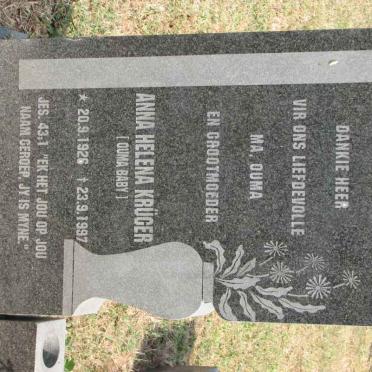 DANKIE HEER
VIR ONS LIEFDEVOLLE
MA, OUMA
EN GROOTMOEDER
ANNA HELENA KRÜGER
[ OUMA BABY ]
★ 20.9.1926 † 23.9.1997
JES. 43:1 "EK HET JOU OP JOU
NAAM GEROEP, JY IS MYNE."